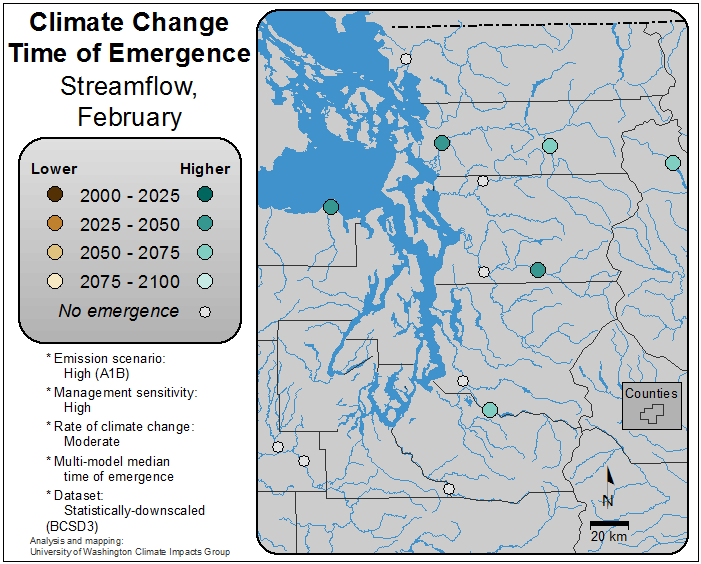 Climate Change
Time of Emergence
Streamflow,
February
Lower Higher
2000 - 2025
2025 - 2050
2050 - 2075
2075 - 2100
No emergence
* Emission scenario:
High (A1B)
* Management sensitivity:
High
* Rate of climate change:
Moderate
* Multi-model median
time of emergence
* Dataset:
Statistically-downscaled
(BCSD3)
Analysis and mapping:
University of Washington Climate Impacts Group
Counties
N
20 km